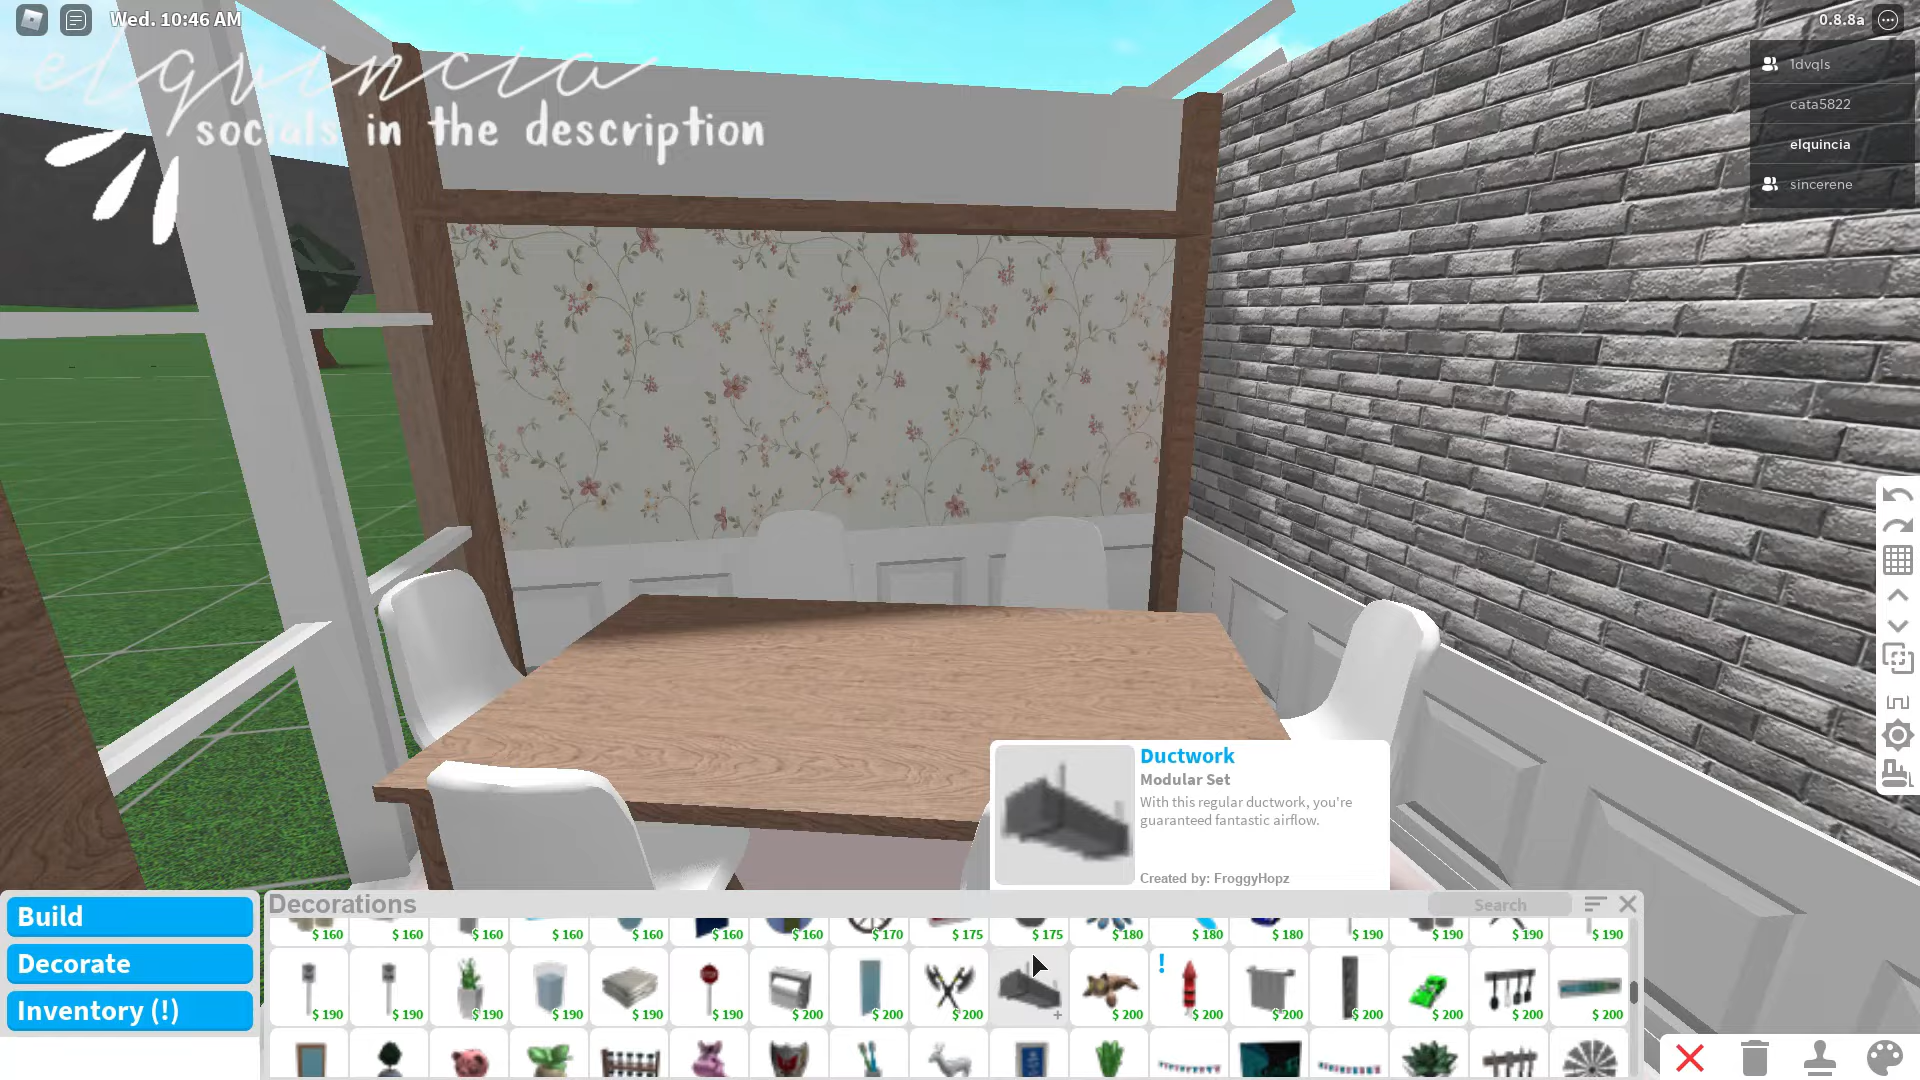 Wed. 10:46 AM
0.8.8a
elquincia
socials in the description
1dvqls
cata5822
elquincia
sincerene
Ductwork
Modular Set
With this regular ductwork, you're
guaranteed fantastic airflow.
Created by: FroggyHopz
Build
Decorate
Inventory (!)
Decorations
Search
$ 160 $ 160 $ 160 $ 160 $ 160 $ 160 $ 160 $ 170 $ 175 $ 175 $ 180 $ 180 $ 180 $ 190 $ 190 $ 190 $ 190
!
$ 190 $ 190 $ 190 $ 190 $ 190 $ 190 $ 200 $ 200 $ 200 + $ 200 $ 200 $ 200 $ 200 $ 200 $ 200 $ 200